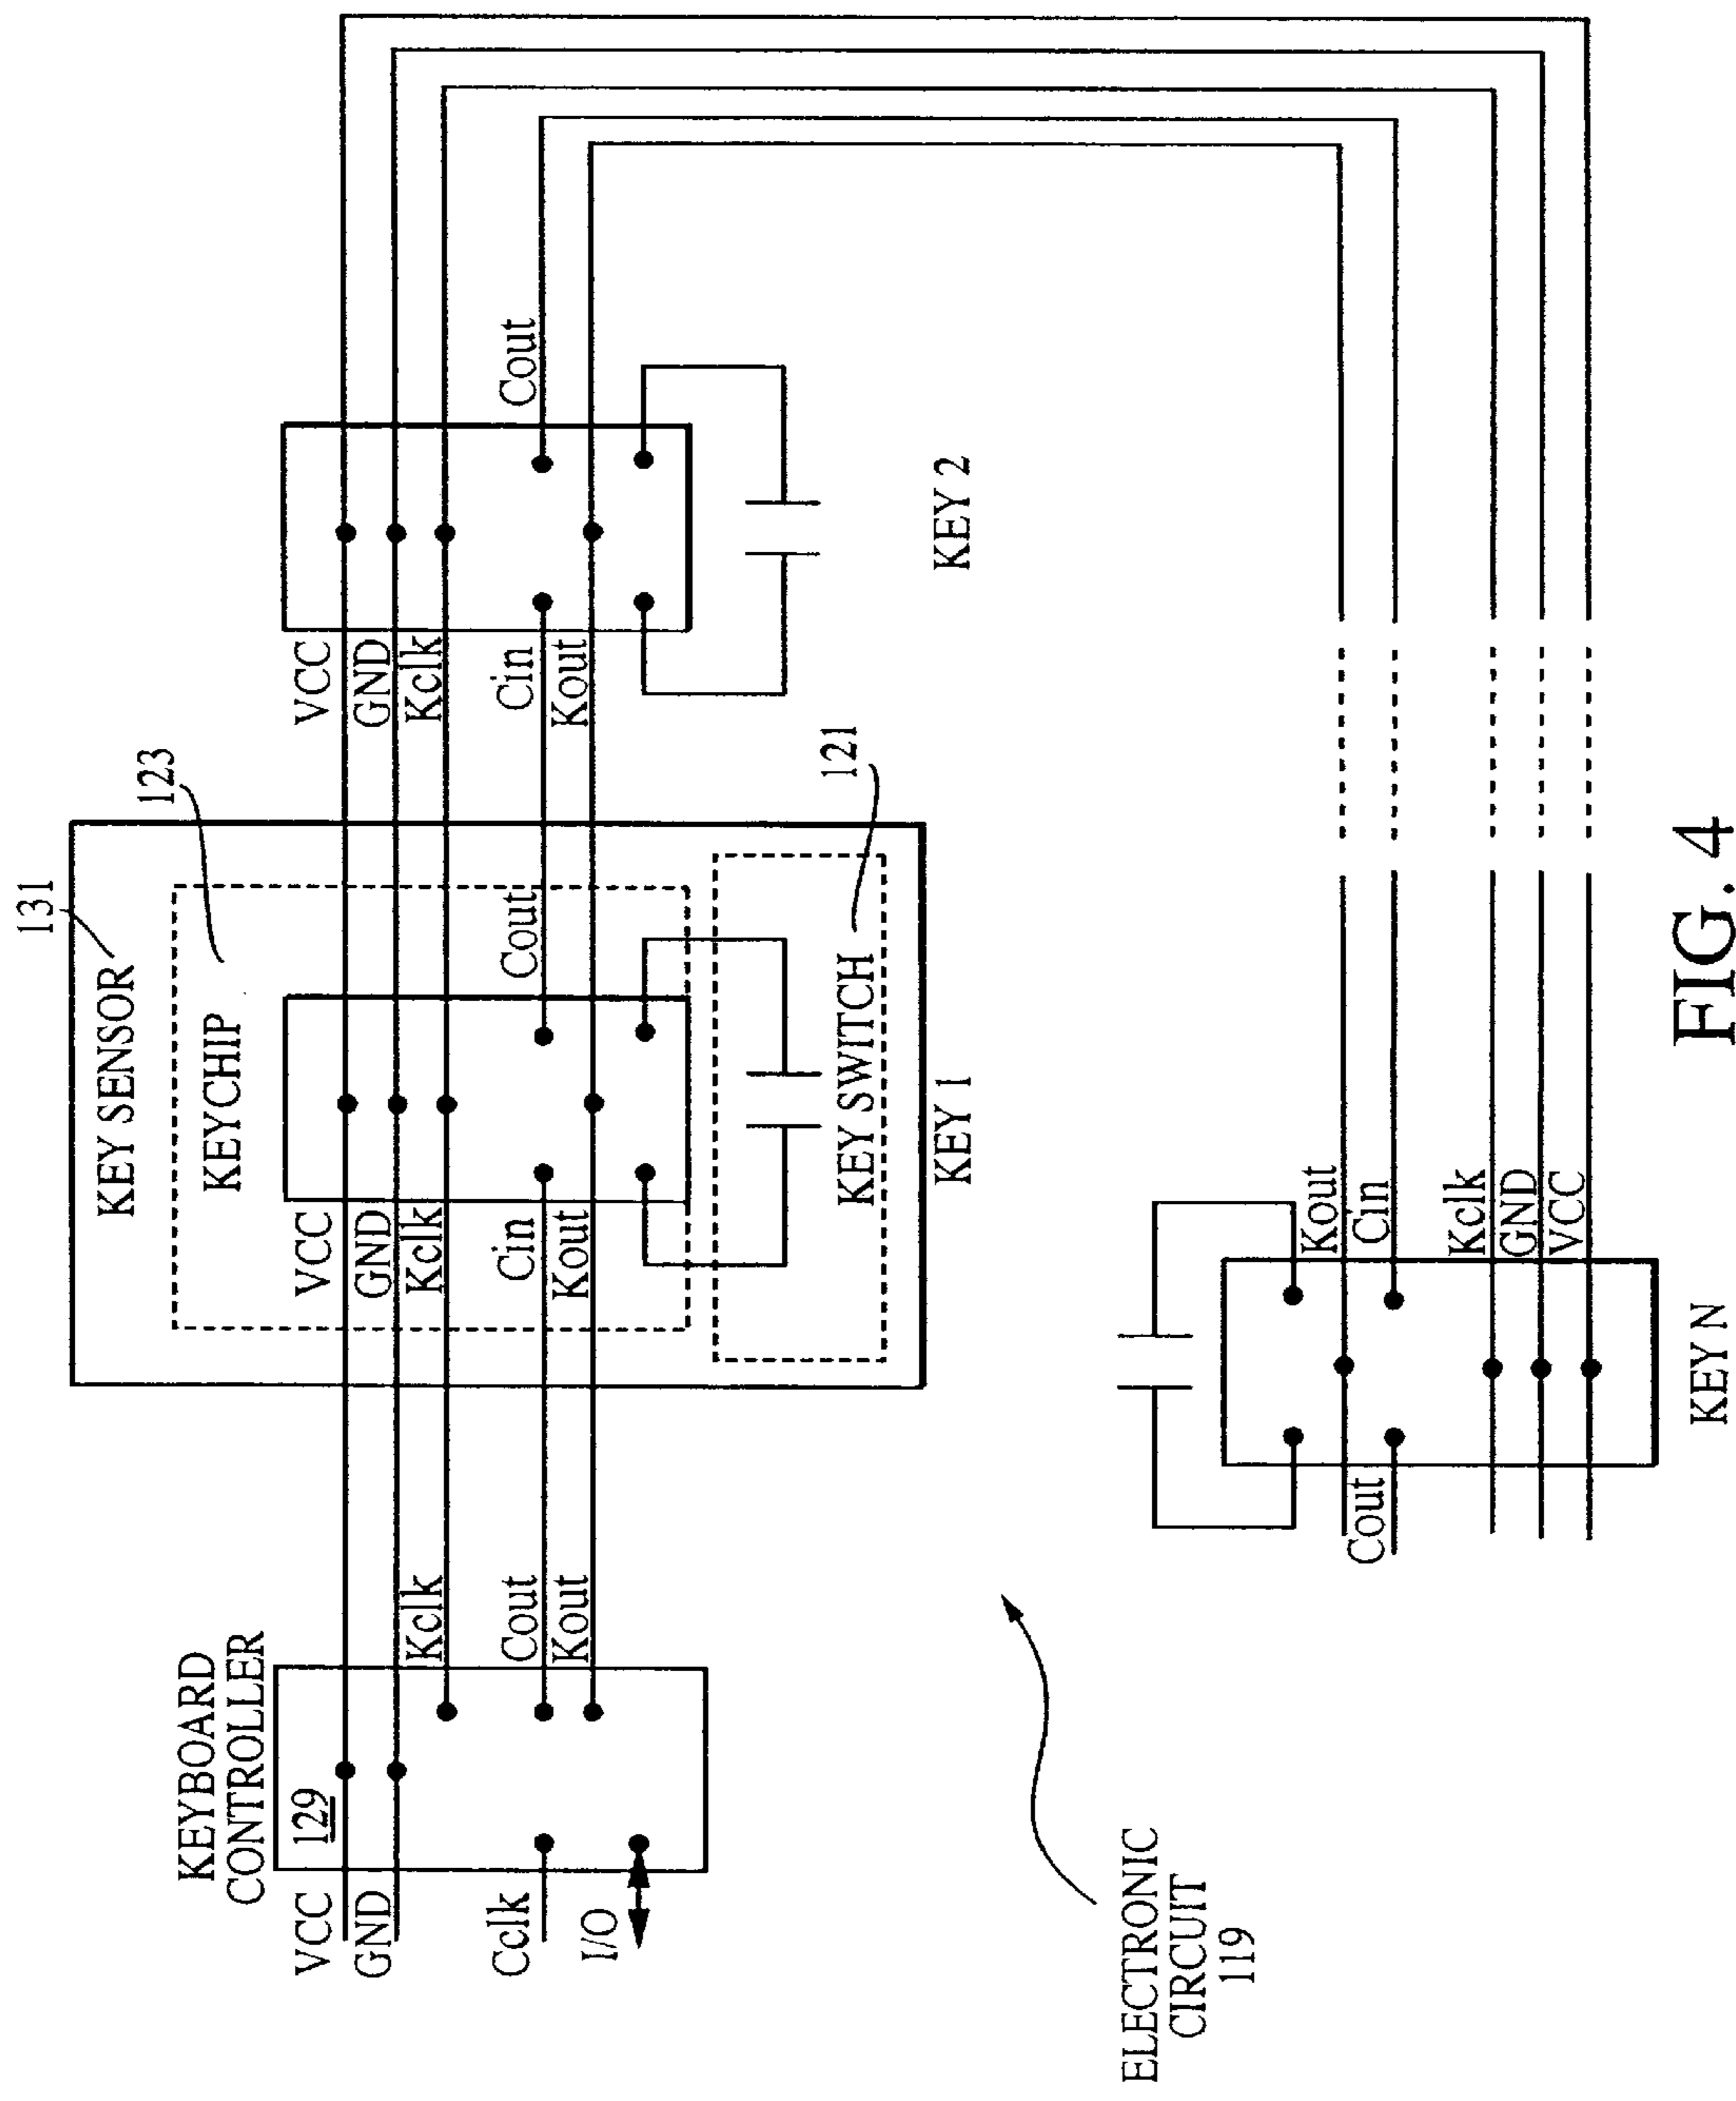 KEYBOARD
CONTROLLER
129
VCC
GND
Cclk
I/O
Kclk
Cout
Kout
131
KEY SENSOR
123
KEYCHIP
VCC
GND
Kclk
Cin
Kout
Cout
121
KEY SWITCH
KEY 1
VCC
GND
Kclk
Cin
Kout
Cout
KEY 2
Kout
Cin
Kclk
GND
VCC
Cout
KEY N
ELECTRONIC
CIRCUIT
119
FIG. 4